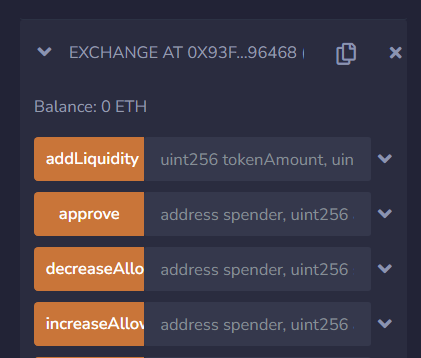 EXCHANGE AT 0X93F...96468 (
Balance: 0 ETH
addLiquidity uint256 tokenAmount, uin
approve address spender, uint256
decreaseAllo address spender, uint256
increaseAllov address spender, uint256